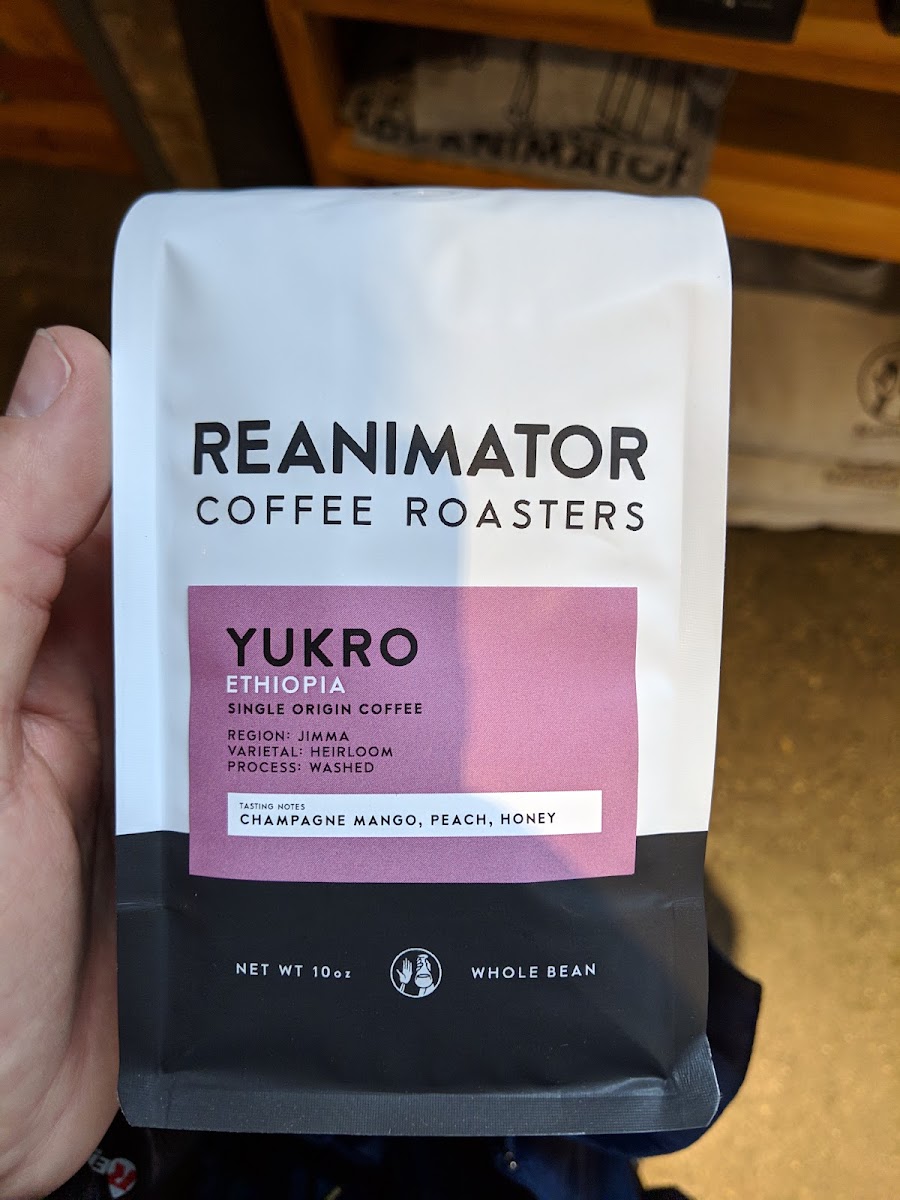 REANIMATOR
REANIMATOR
COFFEE ROASTERS
YUKRO
ETHIOPIA
SINGLE ORIGIN COFFEE
REGION: JIMMA
VARIETAL: HEIRLOOM
PROCESS: WASHED
TASTING NOTES
CHAMPAGNE MANGO, PEACH, HONEY
NET WT 10oz
WHOLE BEAN